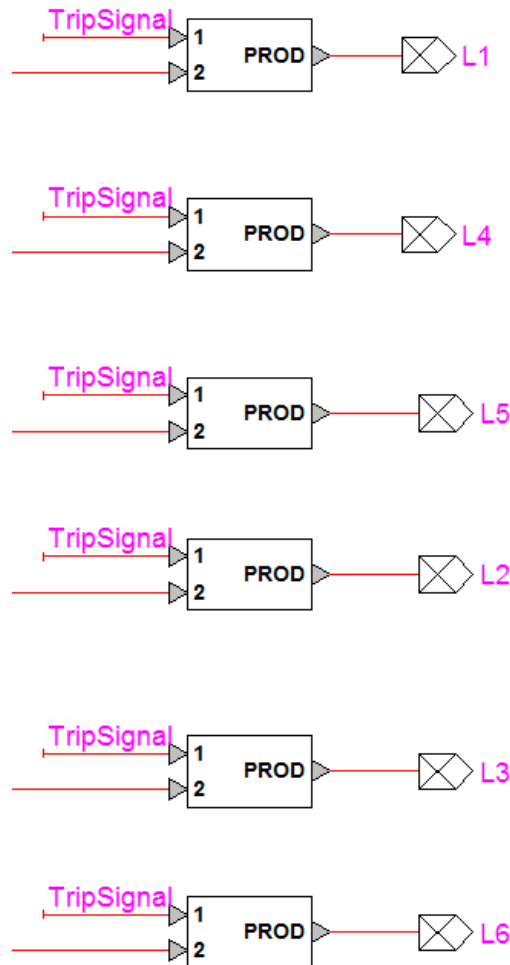 TripSignal
1
PROD
L1
2
TripSignal
1
PROD
L4
2
TripSignal
1
PROD
L5
2
TripSignal
1
PROD
L2
2
TripSignal
1
PROD
L3
2
TripSignal
1
PROD
L6
2